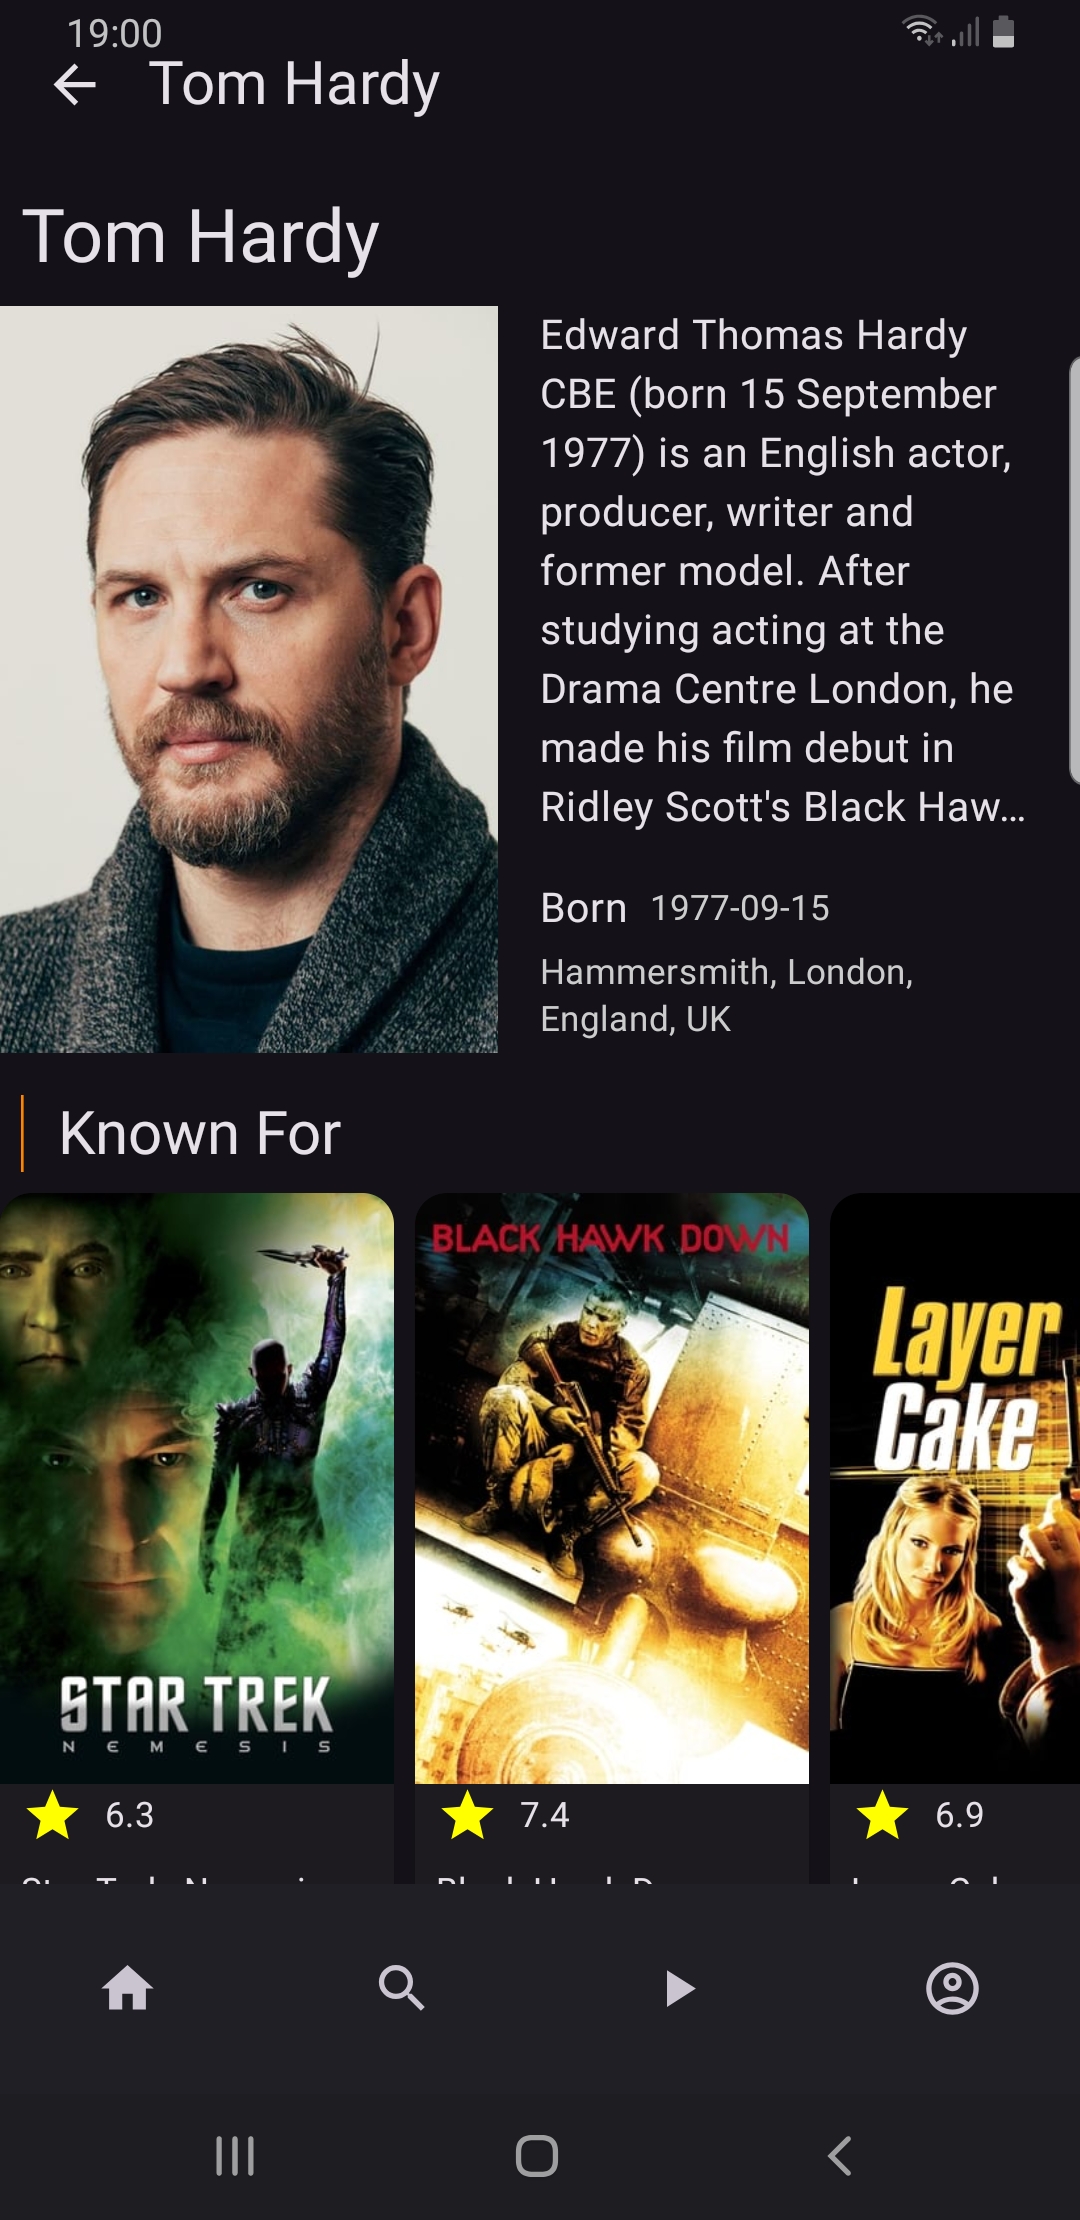 19:00
Tom Hardy
Tom Hardy
Edward Thomas Hardy
CBE (born 15 September
1977) is an English actor,
producer, writer and
former model. After
studying acting at the
Drama Centre London, he
made his film debut in
Ridley Scott's Black Haw…
Born 1977-09-15
Hammersmith, London,
England, UK
Known For
BLACK HAWK DOWN
Layer
Cake
STAR TREK
NEMESIS
6.3
7.4
6.9